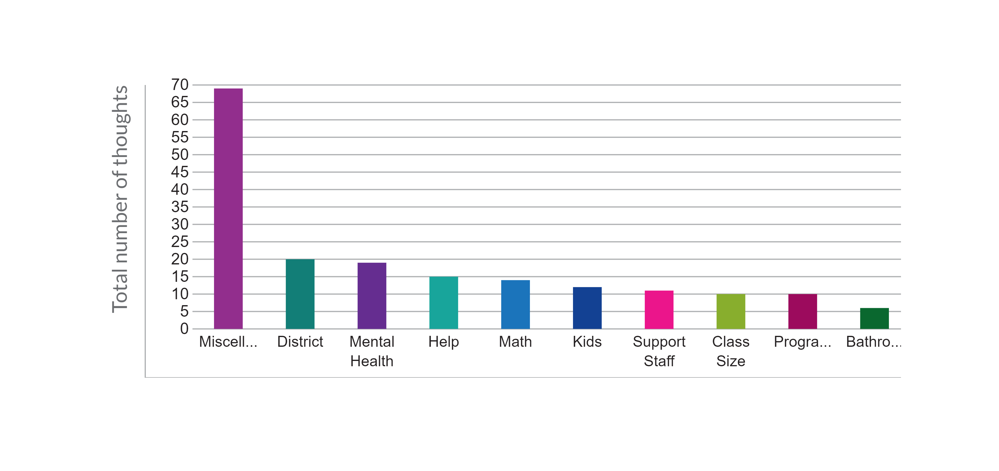 Total number of thoughts
70
65
60
55
50
45
40
35
30
25
20
15
10
5
0
Miscell...
District
Mental
Health
Help
Math
Kids
Support
Staff
Class
Size
Progra...
Bathro...